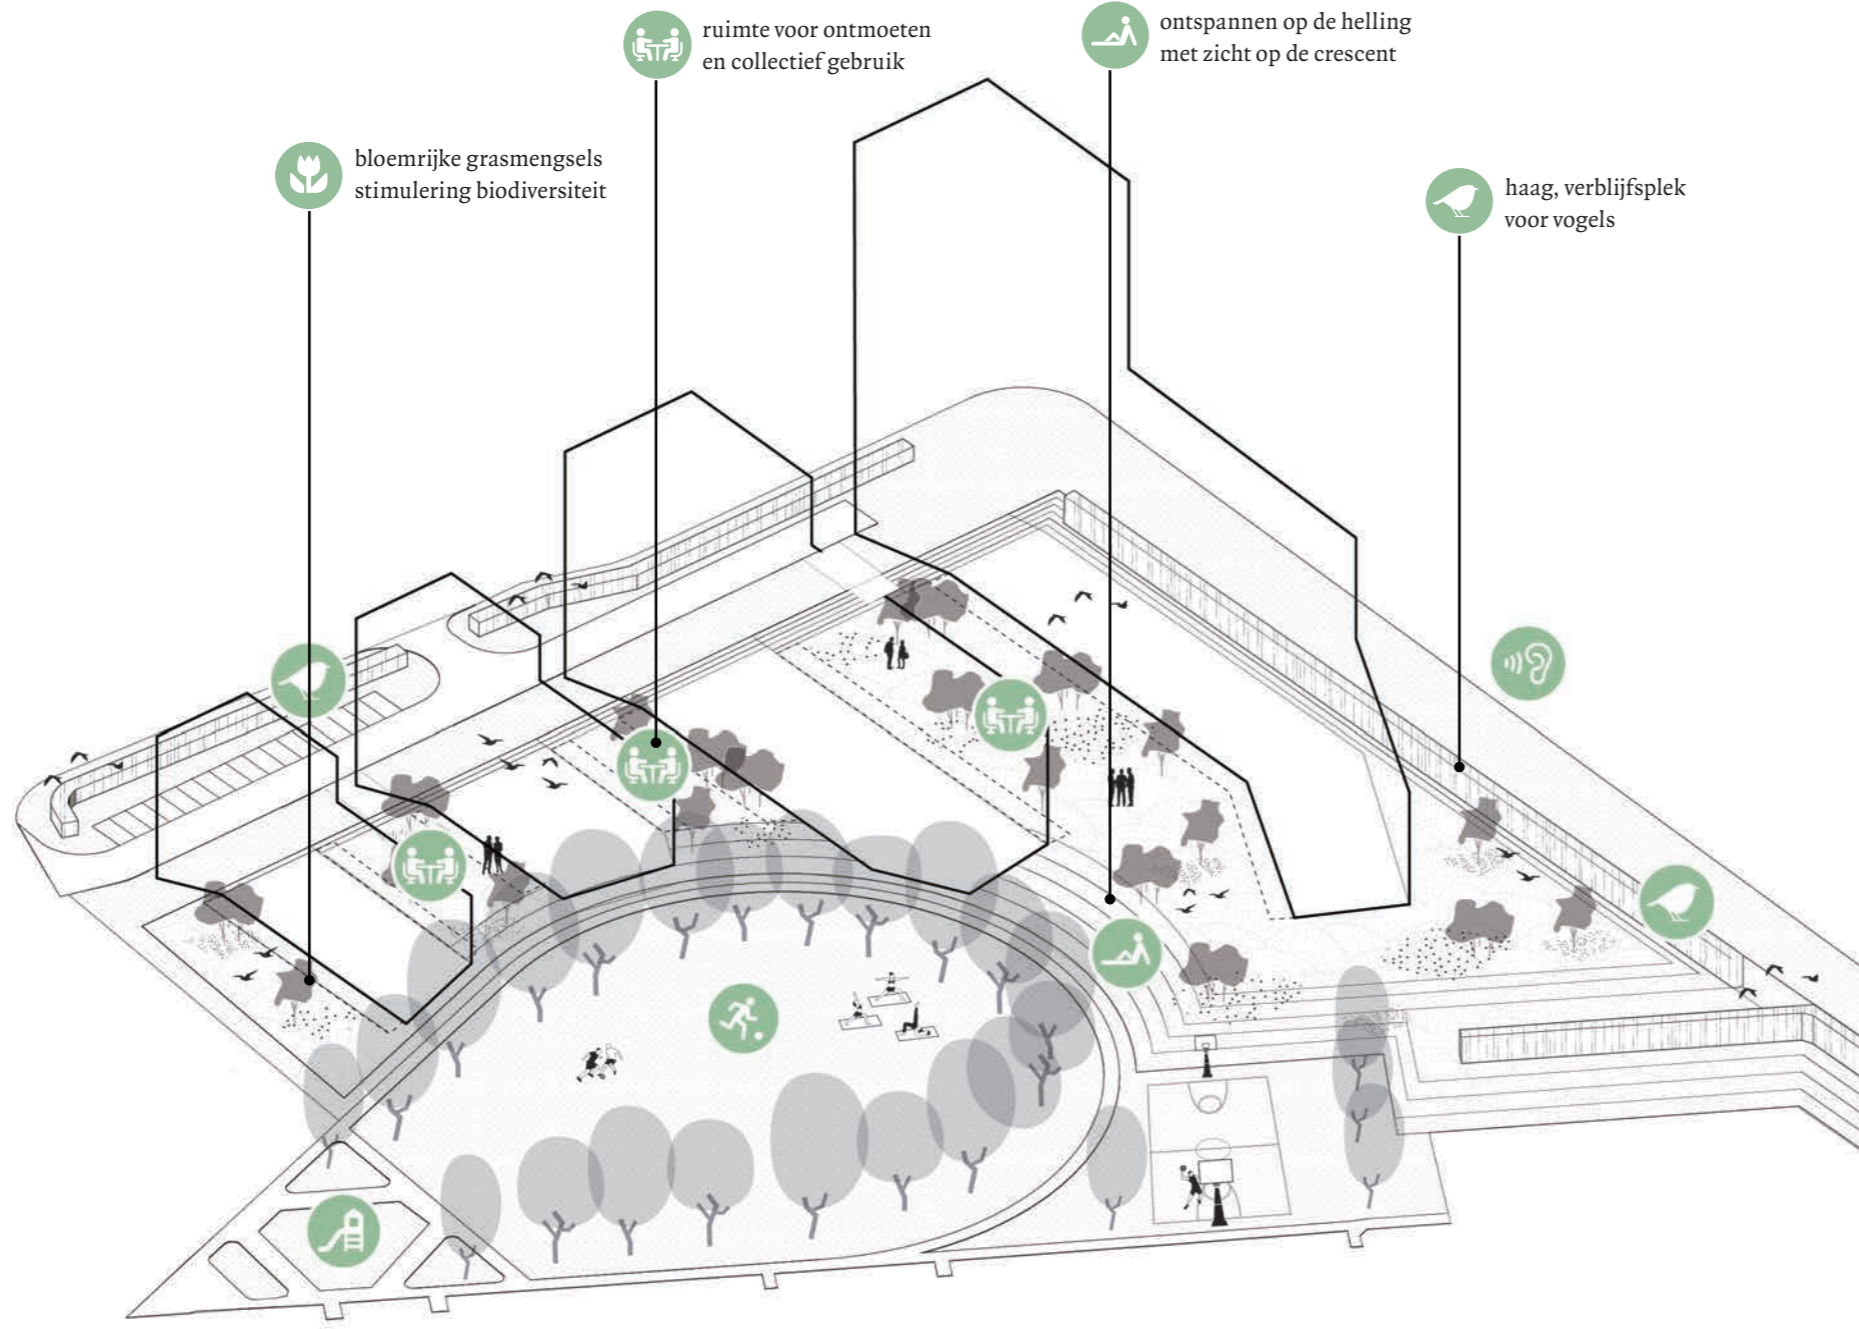 ruimte voor ontmoeten
en collectief gebruik
ontspannen op de helling
met zicht op de crescent
bloemrijke grasmengsels
stimulering biodiversiteit
haag, verblijfsplek
voor vogels